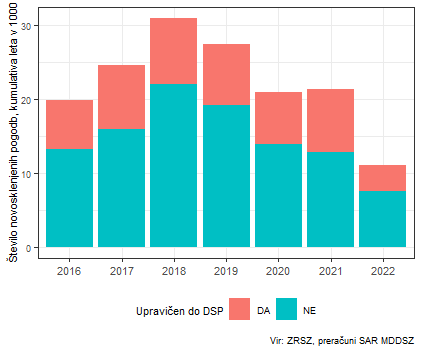 Število novosklenjenih pogodb, kumulativa leta v 1000
30
20
10
0
2016 2017 2018 2019 2020 2021 2022
Upravičen do DSP DA NE
Vir: ZRSZ, preračuni SAR MDDSZ